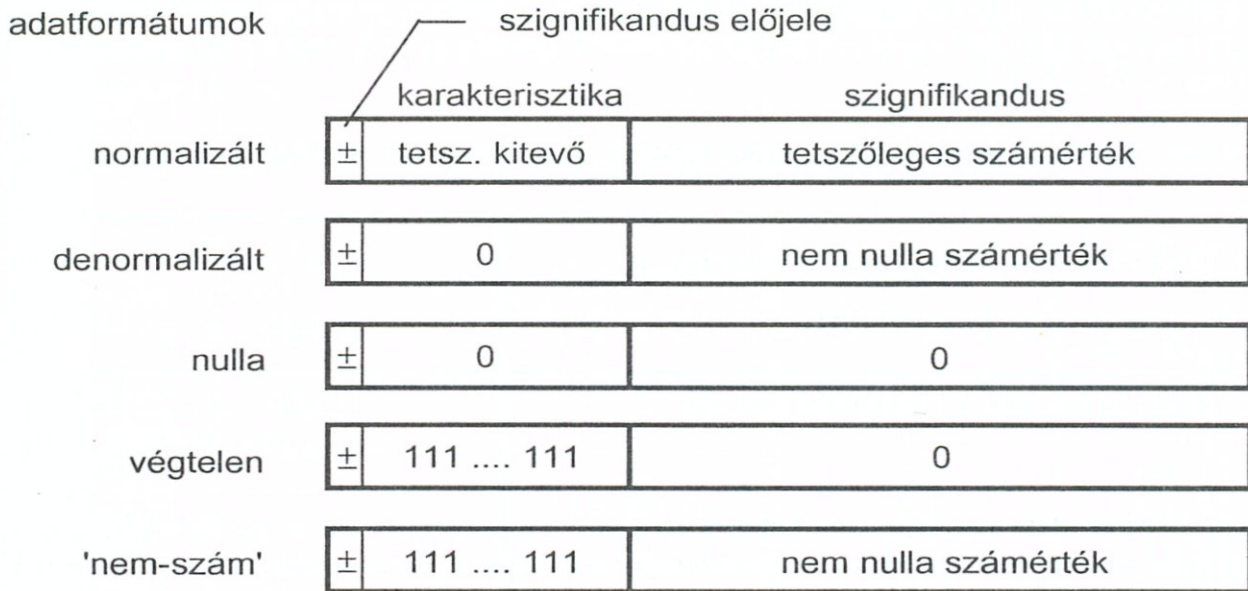 adatformátumok szignifikandus előjele
karakterisztika szignifikandus
normalizált ± tetsz. kitevő tetszőleges számérték
denormalizált ± 0 nem nulla számérték
nulla ± 0 0
végtelen ± 111 .... 111 0
'nem-szám' ± 111 .... 111 nem nulla számérték